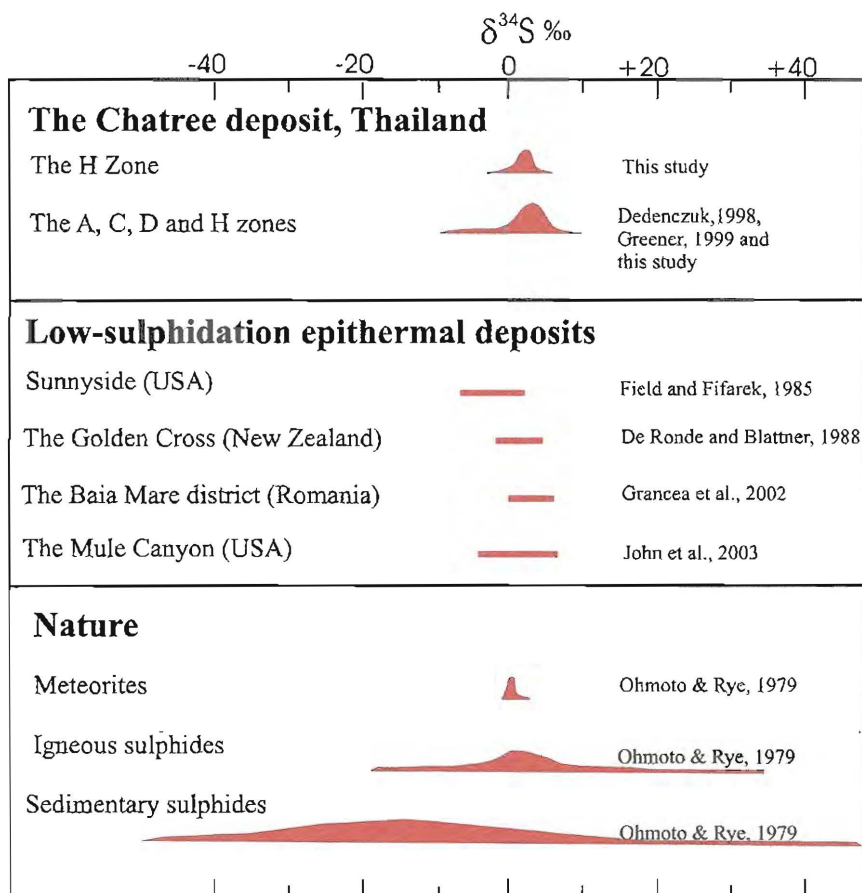 δ³⁴S ‰
-40 -20 0 +20 +40
The Chatree deposit, Thailand
The H Zone This study
The A, C, D and H zones Dedenczuk,1998,
Greener, 1999 and
this study
Low-sulphidation epithermal deposits
Sunnyside (USA) Field and Fifarek, 1985
The Golden Cross (New Zealand) De Ronde and Blattner, 1988
The Baia Mare district (Romania) Grancea et al., 2002
The Mule Canyon (USA) John et al., 2003
Nature
Meteorites Ohmoto & Rye, 1979
Igneous sulphides Ohmoto & Rye, 1979
Sedimentary sulphides Ohmoto & Rye, 1979